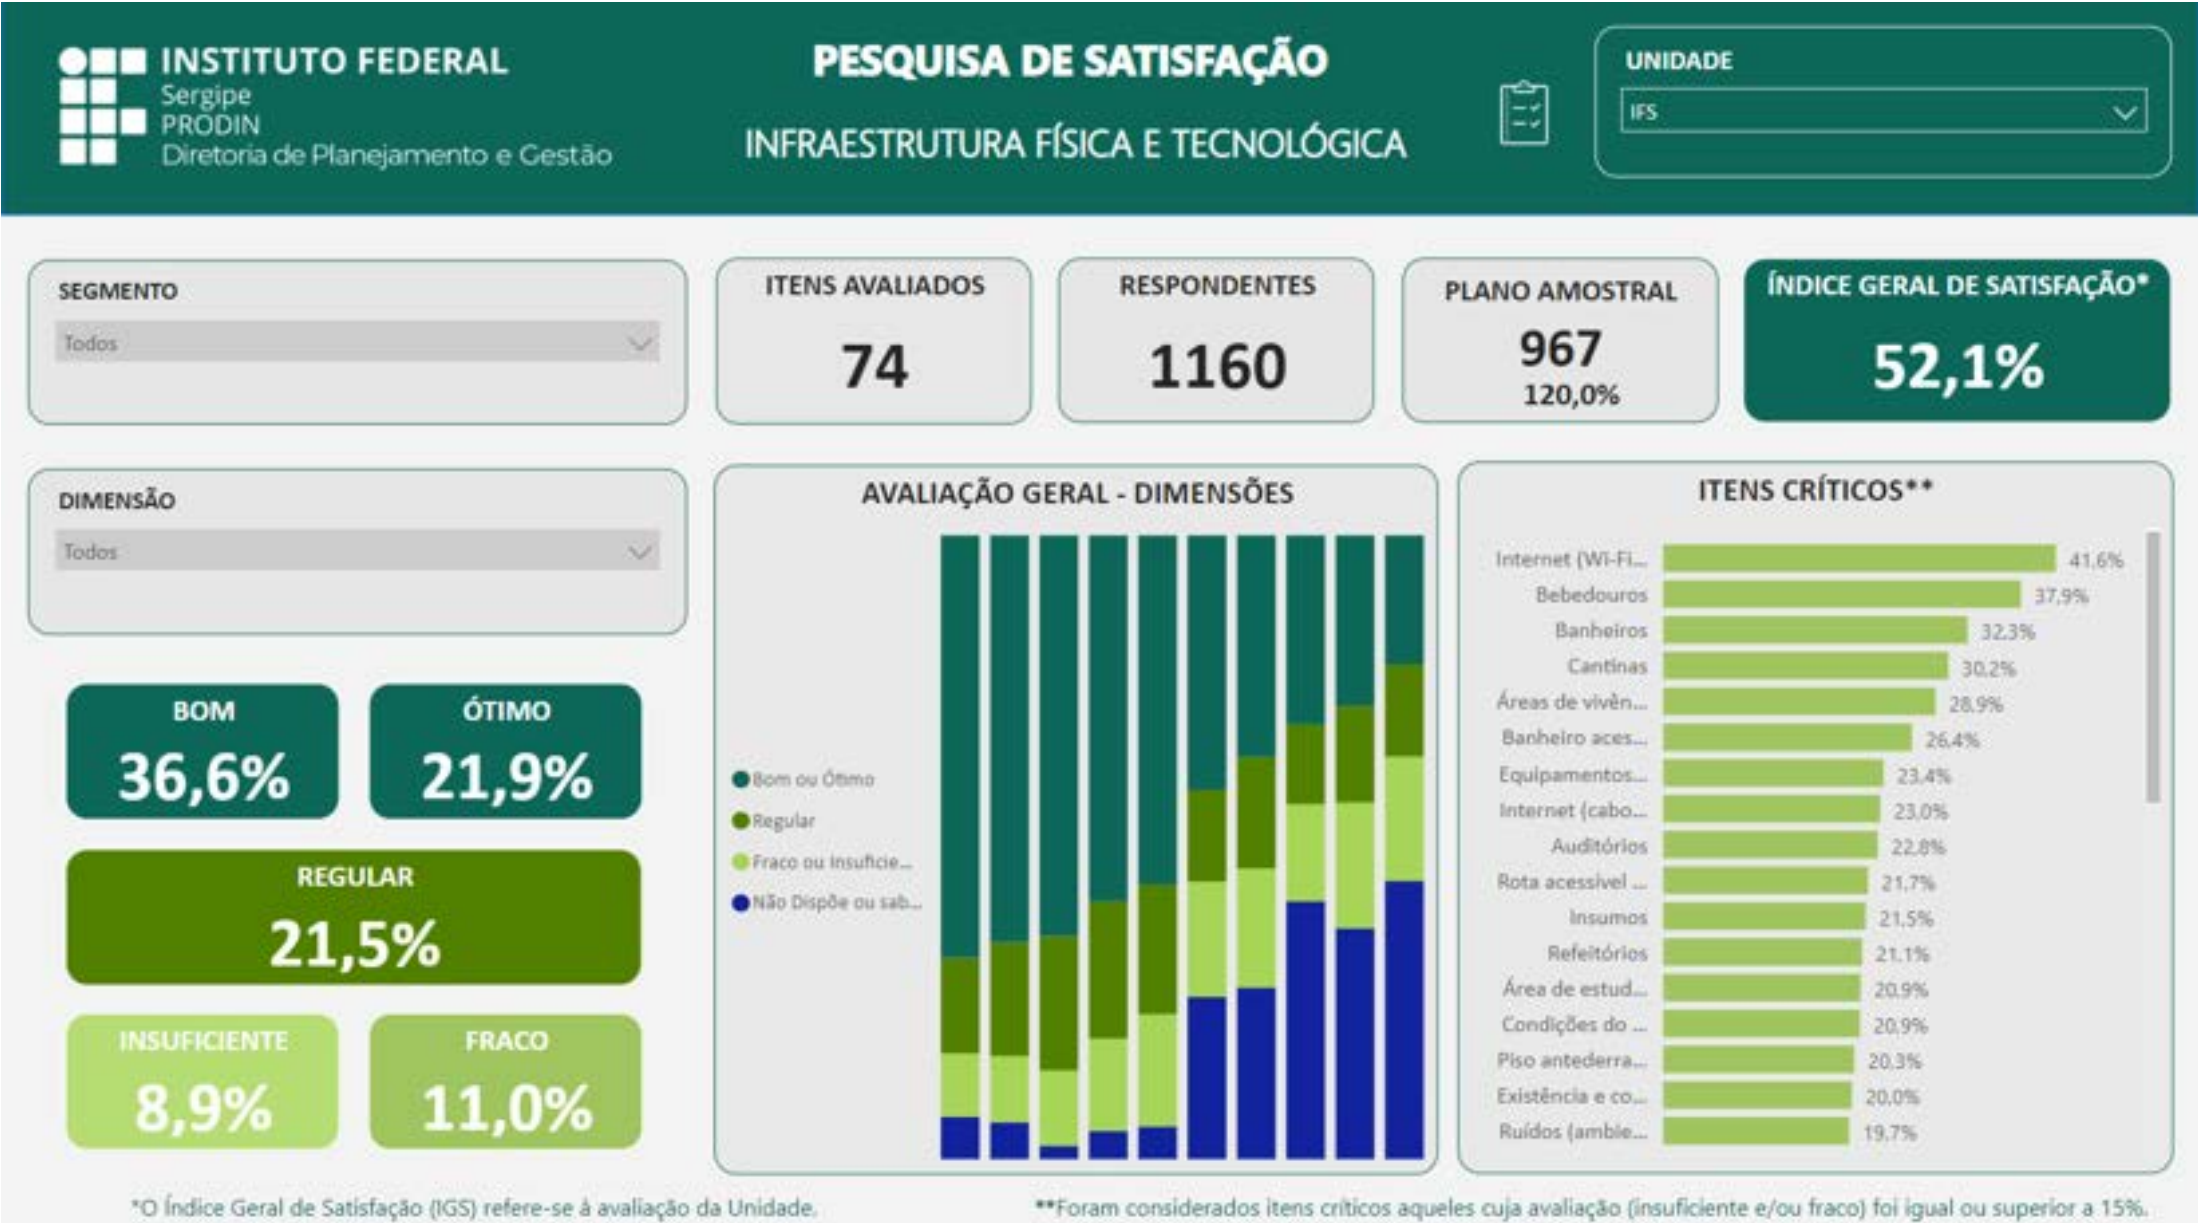 INSTITUTO FEDERAL
Sergipe
PRODIN
Diretoria de Planejamento e Gestão
PESQUISA DE SATISFAÇÃO
INFRAESTRUTURA FÍSICA E TECNOLÓGICA
UNIDADE
IFS
SEGMENTO
Todos
ITENS AVALIADOS
74
RESPONDENTES
1160
PLANO AMOSTRAL
967
120,0%
ÍNDICE GERAL DE SATISFAÇÃO*
52,1%
DIMENSÃO
Todos
BOM
36,6%
ÓTIMO
21,9%
REGULAR
21,5%
INSUFICIENTE
8,9%
FRACO
11,0%
AVALIAÇÃO GERAL - DIMENSÕES
Bom ou Ótimo
Regular
Fraco ou Insuficie...
Não Dispõe ou sab...
ITENS CRÍTICOS**
Internet (Wi-Fi... 41,6%
Bebedouros 37,9%
Banheiros 32,3%
Cantinas 30,2%
Áreas de vivên... 28,9%
Banheiro aces... 26,4%
Equipamentos... 23,4%
Internet (cabo... 23,0%
Auditórios 22,8%
Rota acessível ... 21,7%
Insumos 21,5%
Refeitórios 21,1%
Área de estud... 20,9%
Condições do ... 20,9%
Piso antederra... 20,3%
Existência e co... 20,0%
Ruídos (ambie... 19,7%
*O Índice Geral de Satisfação (IGS) refere-se à avaliação da Unidade.
**Foram considerados itens críticos aqueles cuja avaliação (insuficiente e/ou fraco) foi igual ou superior a 15%.